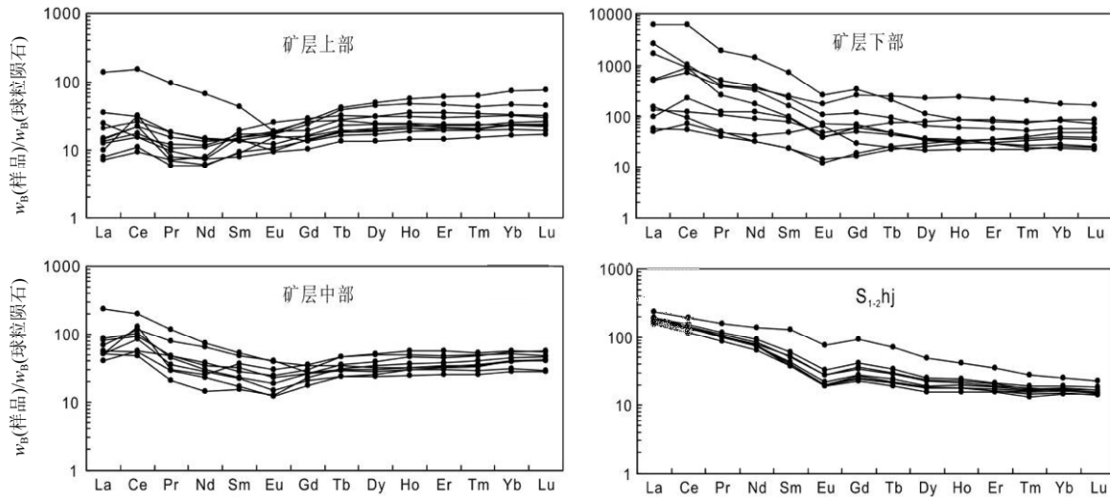 10000
1000
100
10
1
矿层上部
La Ce Pr Nd Sm Eu Gd Tb Dy Ho Er Tm Yb Lu
wB(样品)/wB(球粒陨石)
10000
1000
100
10
1
矿层下部
La Ce Pr Nd Sm Eu Gd Tb Dy Ho Er Tm Yb Lu
1000
100
10
1
矿层中部
La Ce Pr Nd Sm Eu Gd Tb Dy Ho Er Tm Yb Lu
wB(样品)/wB(球粒陨石)
1000
100
10
1
S1-2hj
La Ce Pr Nd Sm Eu Gd Tb Dy Ho Er Tm Yb Lu